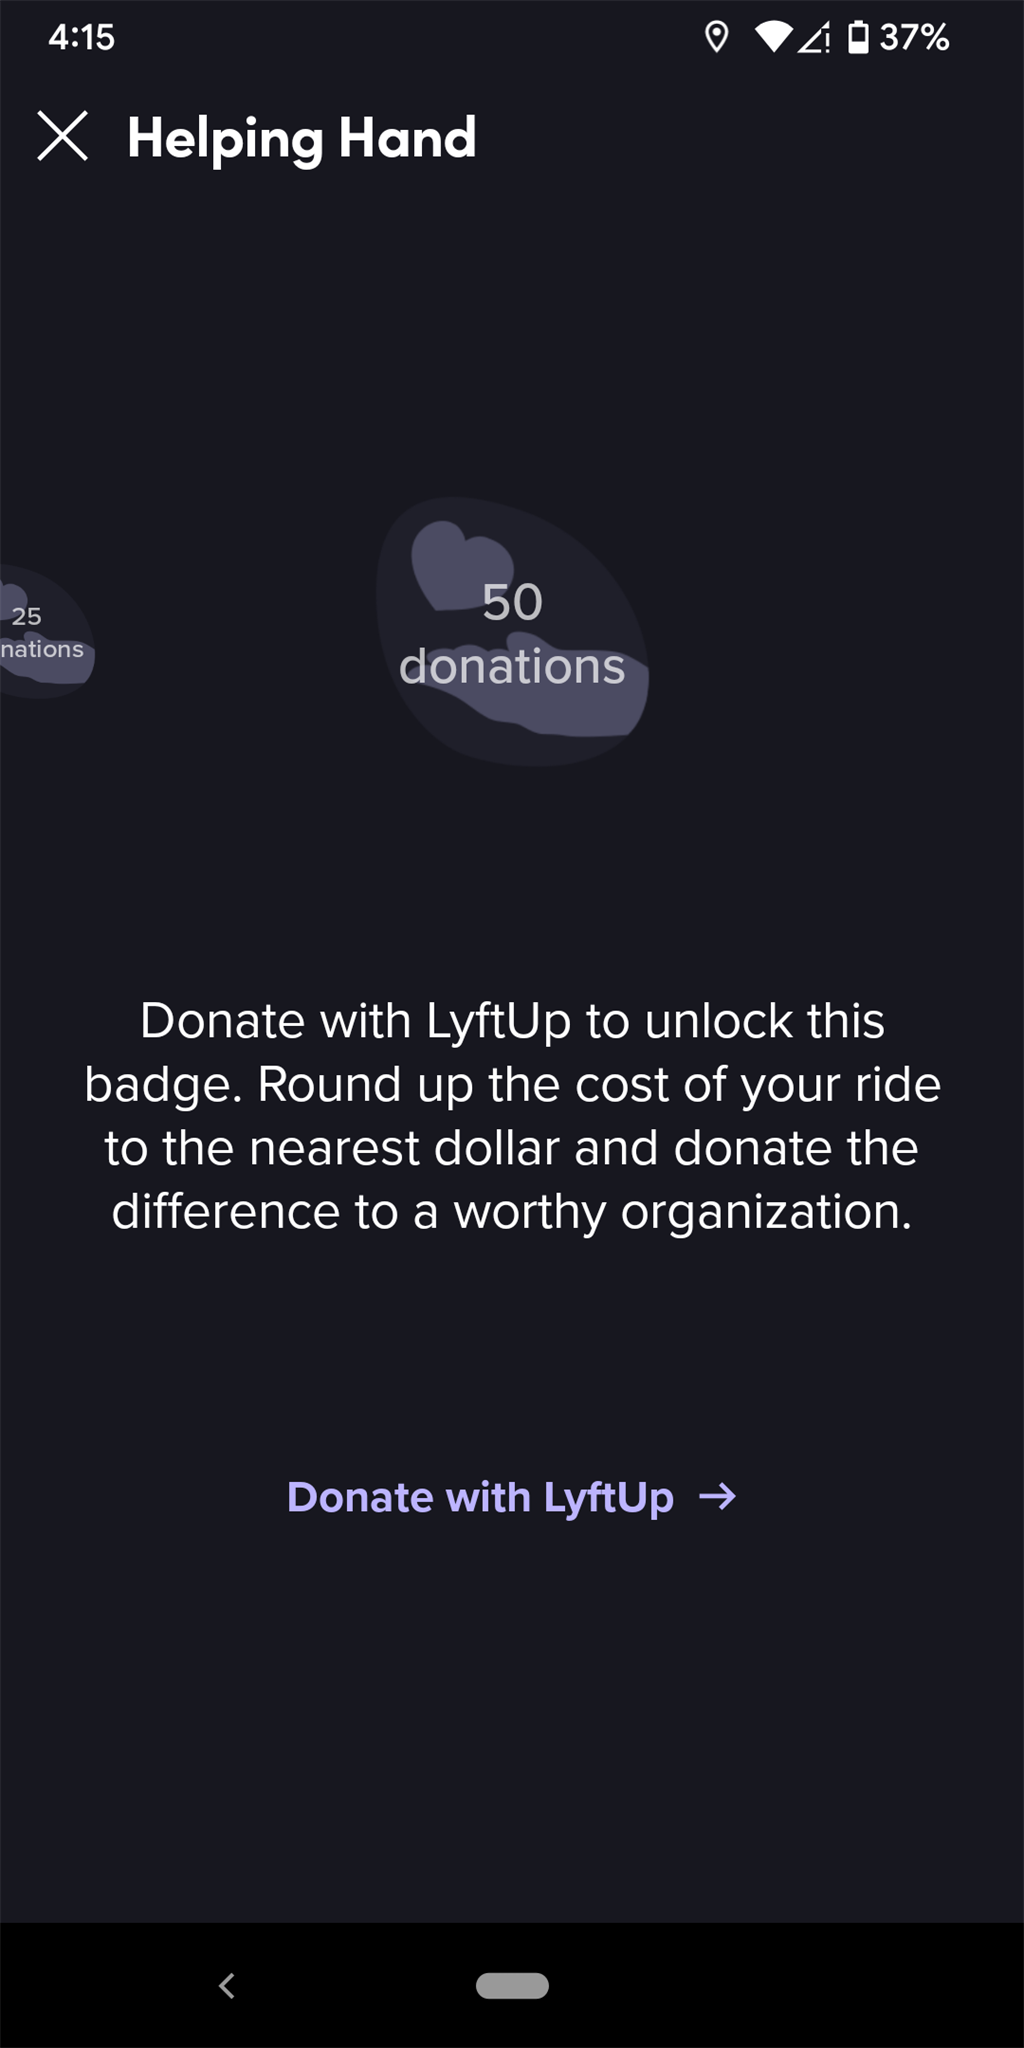 4:15
37%
Helping Hand
25
nations
50
donations
Donate with LyftUp to unlock this
badge. Round up the cost of your ride
to the nearest dollar and donate the
difference to a worthy organization.
Donate with LyftUp